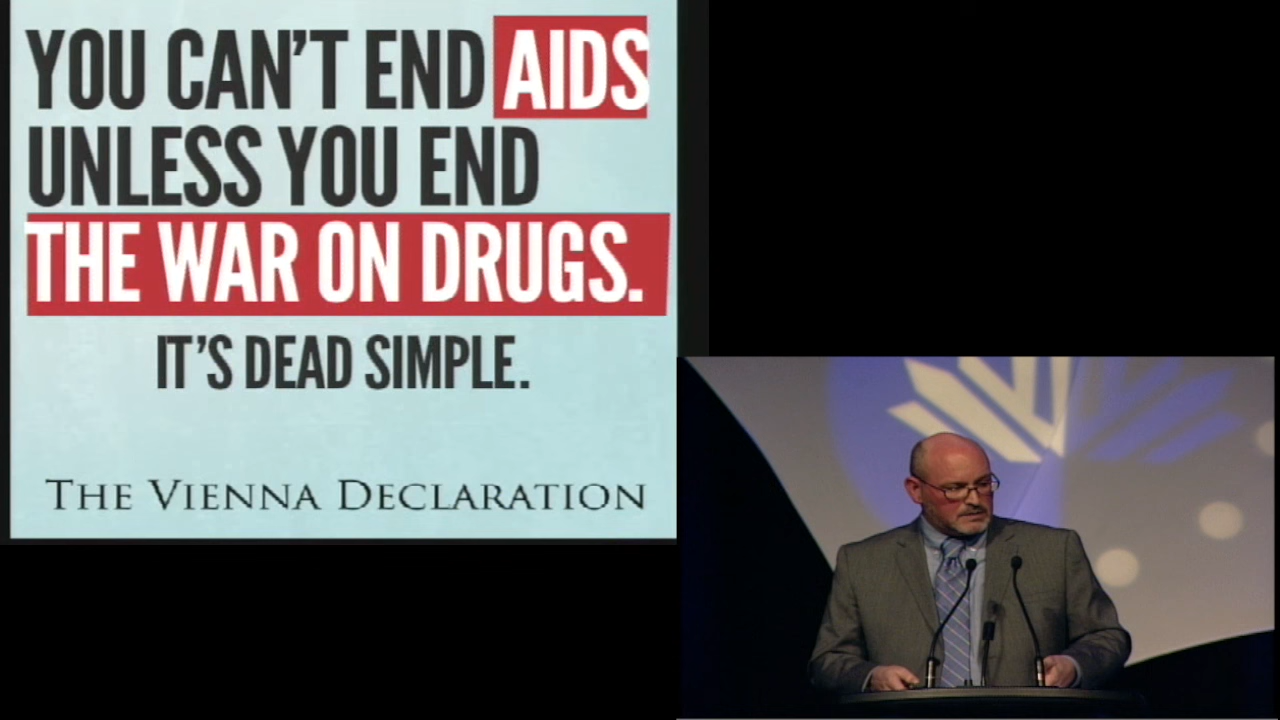 YOU CAN'T END AIDS
UNLESS YOU END
THE WAR ON DRUGS.
IT'S DEAD SIMPLE.
THE VIENNA DECLARATION